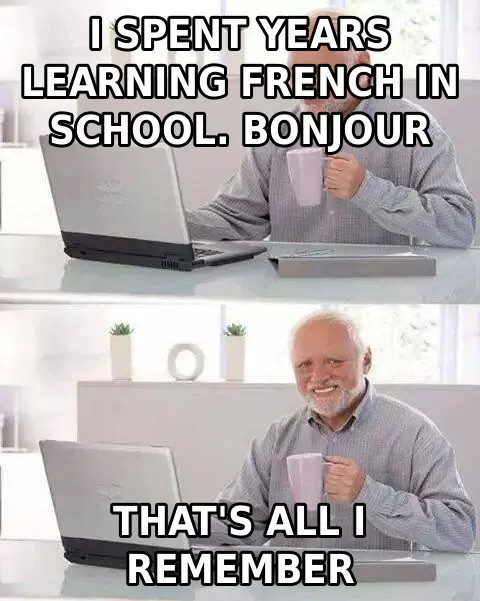 I SPENT YEARS
LEARNING FRENCH IN
SCHOOL. BONJOUR
THAT'S ALL I
REMEMBER